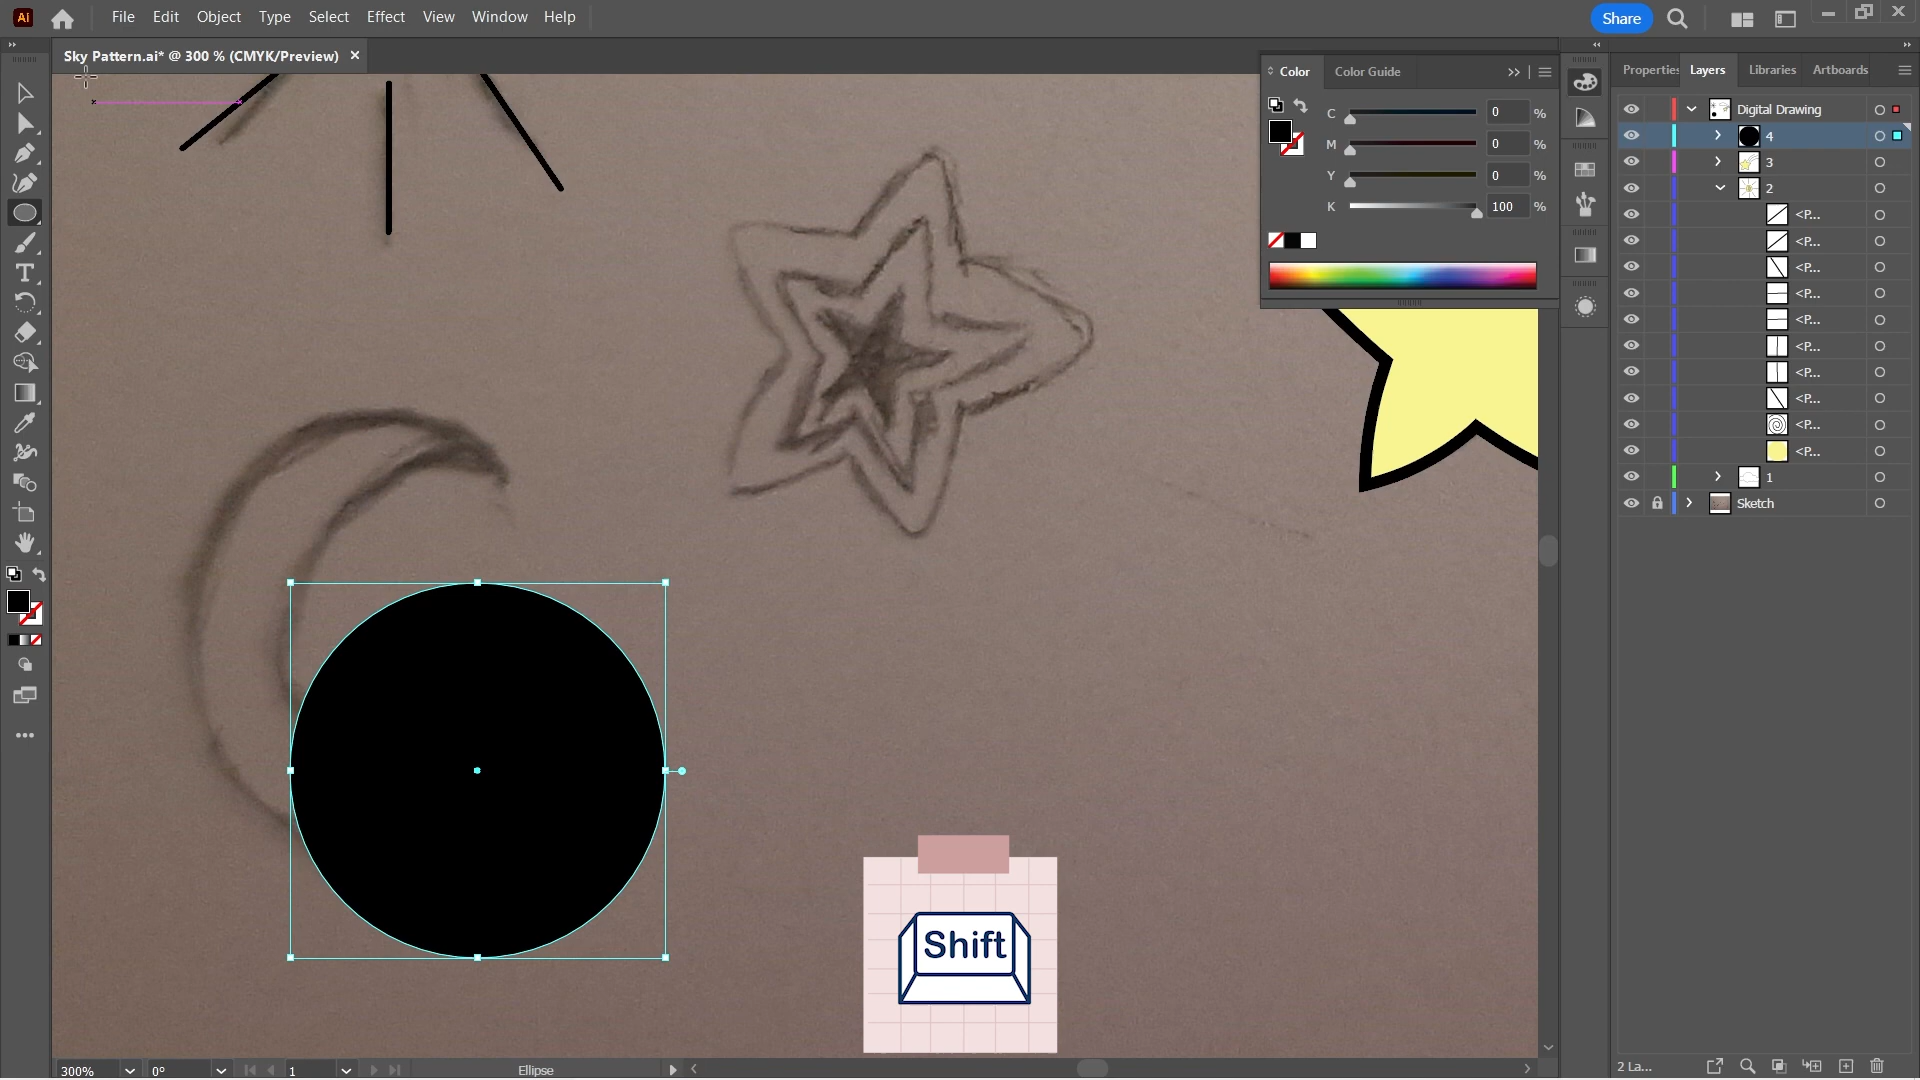 Ai
File Edit Object Type Select Effect View Window Help
Share
Sky Pattern.ai* @ 300 % (CMYK/Preview)
Color Color Guide
C 0 %
M 0 %
Y 0 %
K 100 %
Properties Layers Libraries Artboards
Digital Drawing
4
3
2
<P...
<P...
<P...
<P...
<P...
<P...
<P...
<P...
<P...
<P...
1
Sketch
Shift
300% 0° 1 Ellipse
2 La...